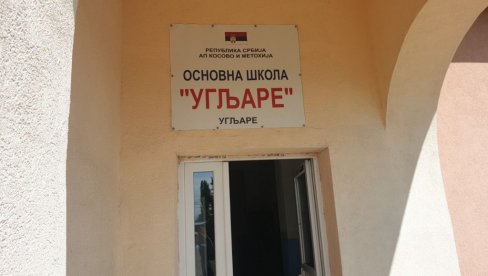 РЕПУБЛИКА СРБИЈА
АП КОСОВО И МЕТОХИЈА
ОСНОВНА ШКОЛА
"УГЉАРЕ"
УГЉАРЕ